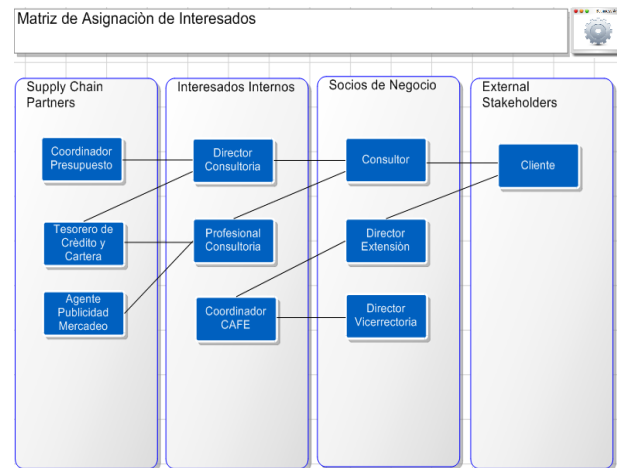 Matriz de Asignaciòn de Interesados
Supply Chain
Partners
Interesados Internos
Socios de Negocio
External
Stakeholders
Coordinador
Presupuesto
Director
Consultoria
Consultor
Cliente
Tesorero de
Crèdito y
Cartera
Profesional
Consultoria
Director
Extensiòn
Agente
Publicidad
Mercadeo
Coordinador
CAFE
Director
Vicerrectoria